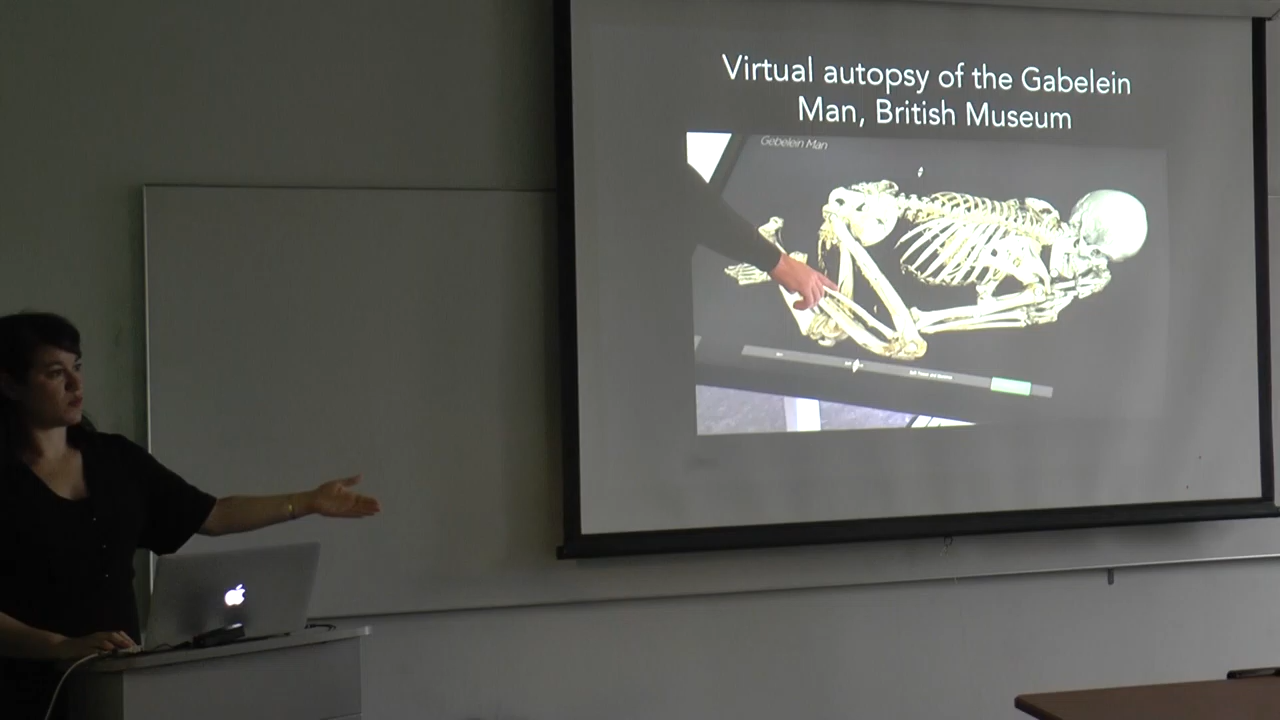 Virtual autopsy of the Gabelein
Man, British Museum
Gebelein Man